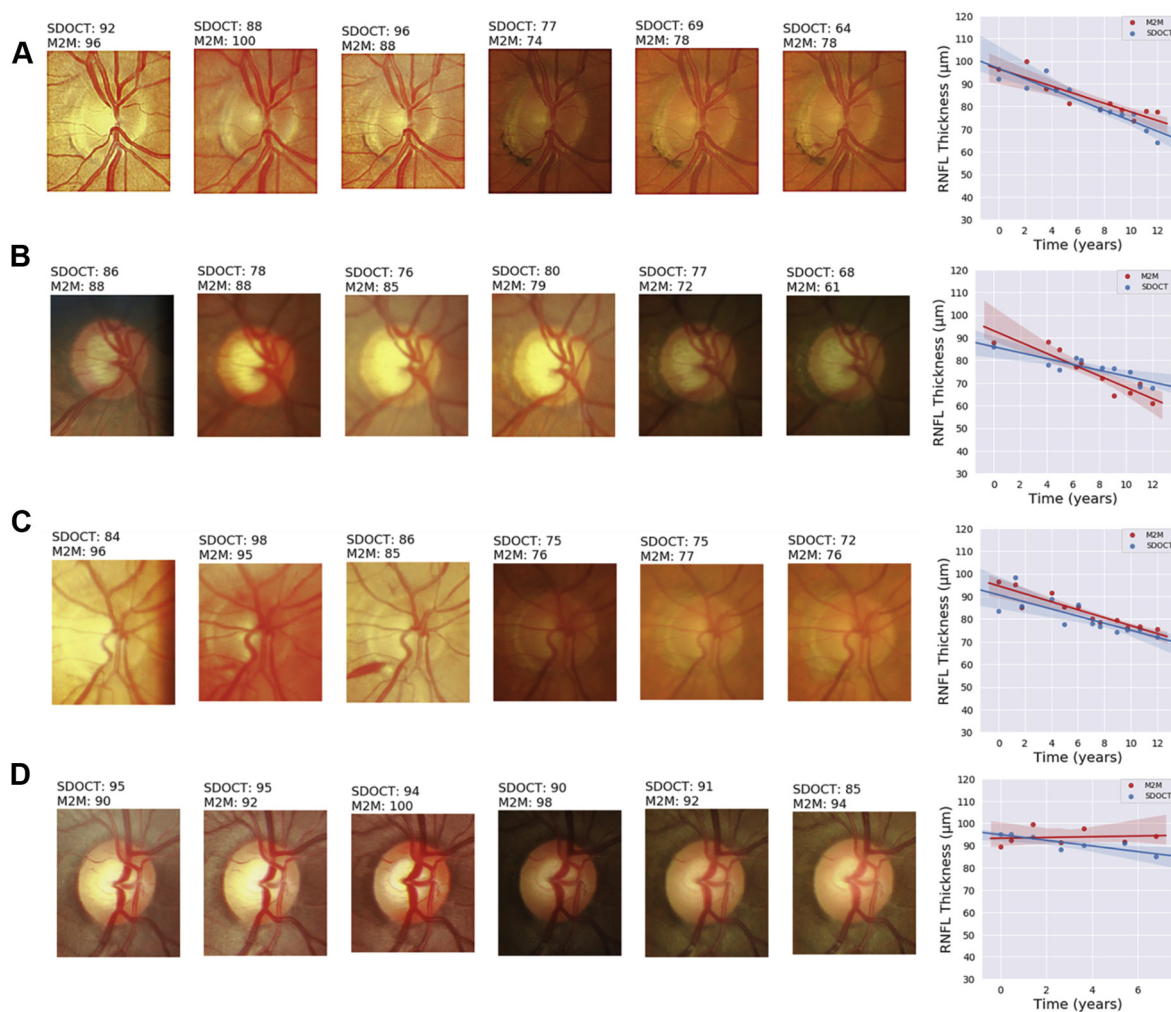 A
SDOCT: 92
M2M: 96
SDOCT: 88
M2M: 100
SDOCT: 96
M2M: 88
SDOCT: 77
M2M: 74
SDOCT: 69
M2M: 78
SDOCT: 64
M2M: 78
120
110
100
90
80
70
60
50
40
30
RNFL Thickness (μm)
M2M
SDOCT
0 2 4 6 8 10 12
Time (years)
B
SDOCT: 86
M2M: 88
SDOCT: 78
M2M: 88
SDOCT: 76
M2M: 85
SDOCT: 80
M2M: 79
SDOCT: 77
M2M: 72
SDOCT: 68
M2M: 61
120
110
100
90
80
70
60
50
40
30
RNFL Thickness (μm)
M2M
SDOCT
0 2 4 6 8 10 12
Time (years)
C
SDOCT: 84
M2M: 96
SDOCT: 98
M2M: 95
SDOCT: 86
M2M: 85
SDOCT: 75
M2M: 76
SDOCT: 75
M2M: 77
SDOCT: 72
M2M: 76
120
110
100
90
80
70
60
50
40
30
RNFL Thickness (μm)
M2M
SDOCT
0 2 4 6 8 10 12
Time (years)
D
SDOCT: 95
M2M: 90
SDOCT: 95
M2M: 92
SDOCT: 94
M2M: 100
SDOCT: 90
M2M: 98
SDOCT: 91
M2M: 92
SDOCT: 85
M2M: 94
120
110
100
90
80
70
60
50
40
30
RNFL Thickness (μm)
M2M
SDOCT
0 2 4 6
Time (years)